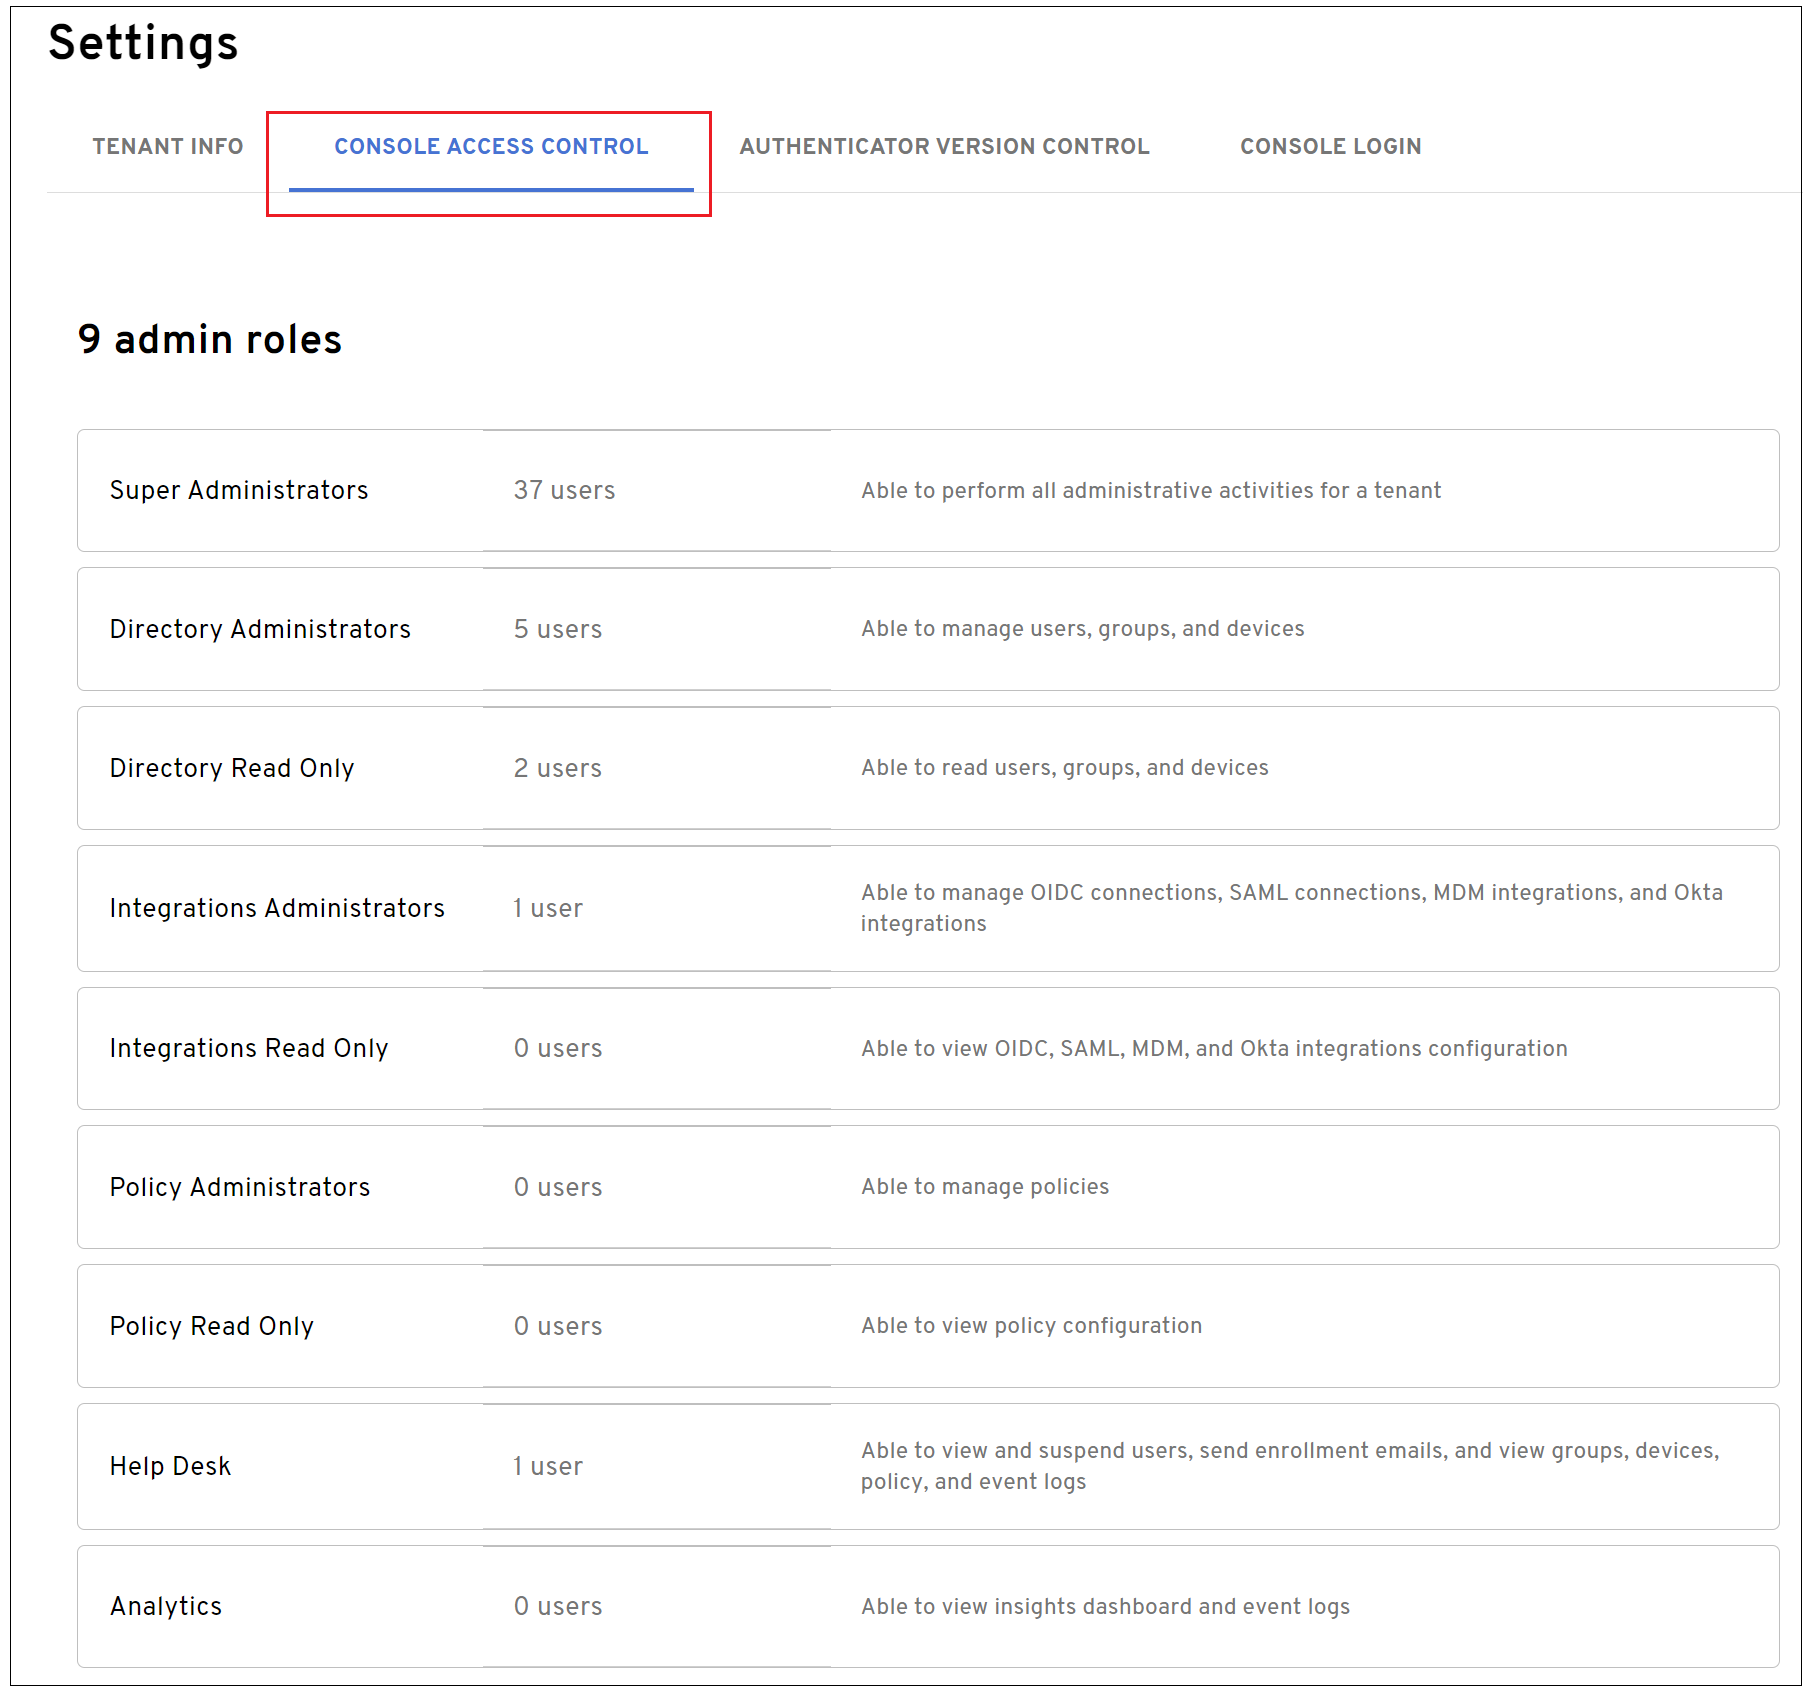 Settings
TENANT INFO
CONSOLE ACCESS CONTROL
AUTHENTICATOR VERSION CONTROL
CONSOLE LOGIN
9 admin roles
Super Administrators
37 users
Able to perform all administrative activities for a tenant
Directory Administrators
5 users
Able to manage users, groups, and devices
Directory Read Only
2 users
Able to read users, groups, and devices
Integrations Administrators
1 user
Able to manage OIDC connections, SAML connections, MDM integrations, and Okta
integrations
Integrations Read Only
0 users
Able to view OIDC, SAML, MDM, and Okta integrations configuration
Policy Administrators
0 users
Able to manage policies
Policy Read Only
0 users
Able to view policy configuration
Help Desk
1 user
Able to view and suspend users, send enrollment emails, and view groups, devices,
policy, and event logs
Analytics
0 users
Able to view insights dashboard and event logs